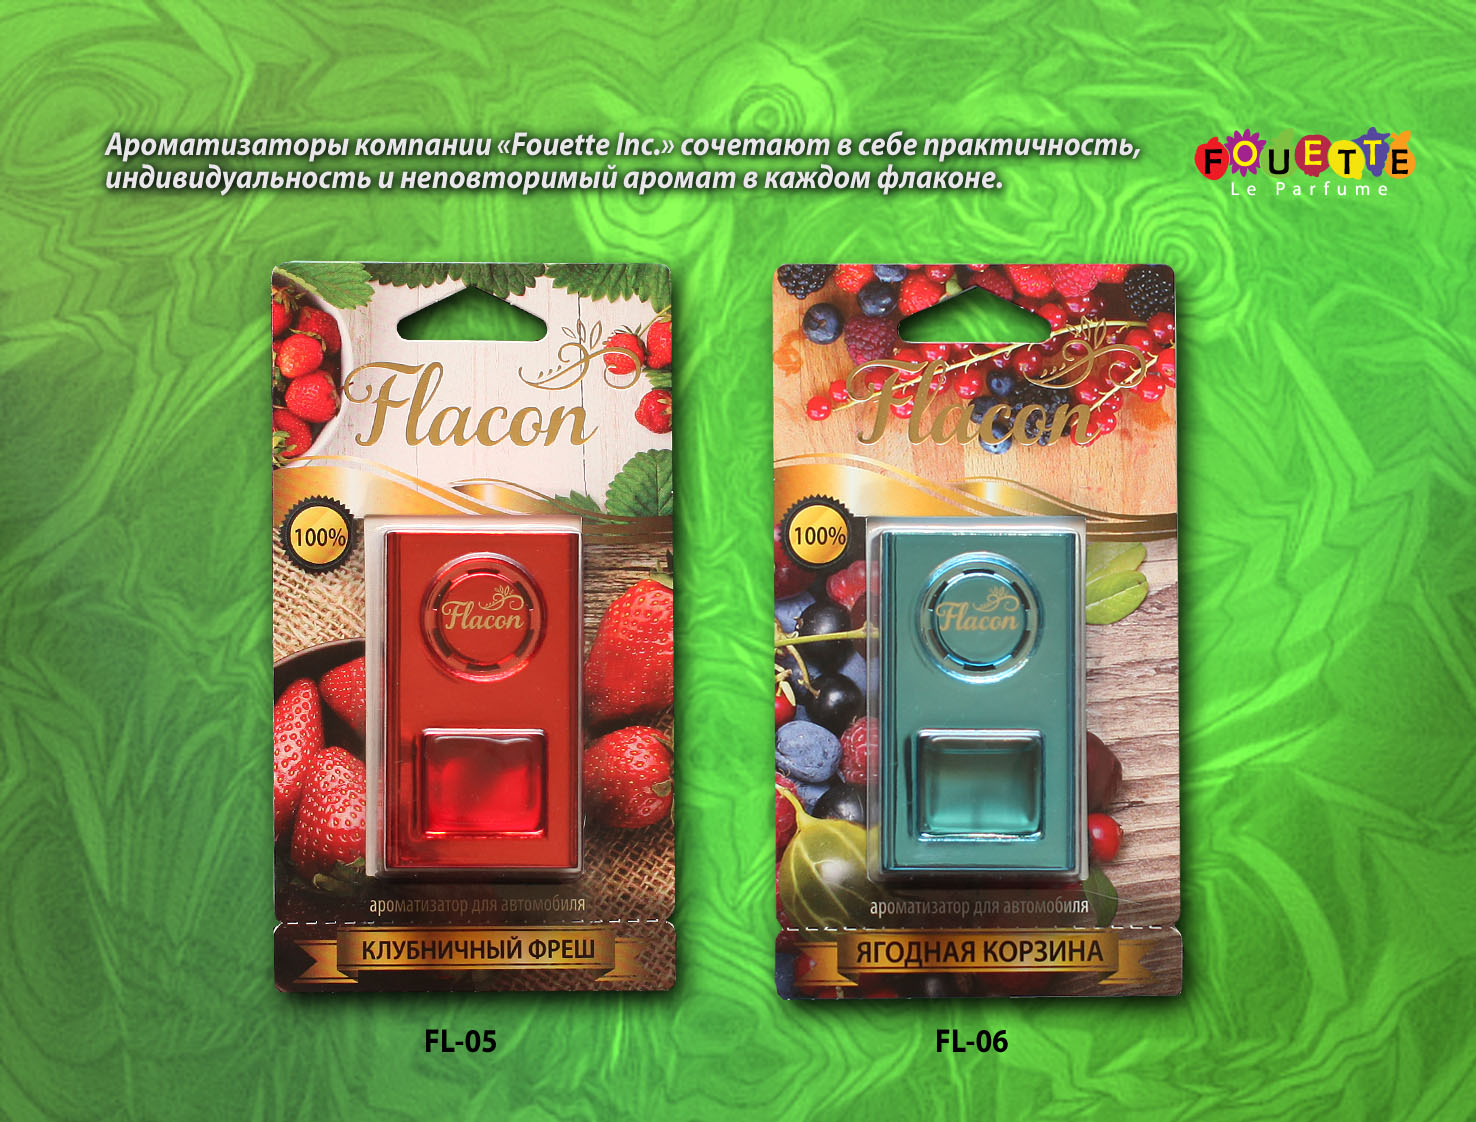 Ароматизаторы компании «Fouette Inc.» сочетают в себе практичность,
индивидуальность и неповторимый аромат в каждом флаконе.
FOUETTE
Le Parfume
Flacon
100%
Flacon
ароматизатор для автомобиля
КЛУБНИЧНЫЙ ФРЕШ
FL-05
Flacon
100%
Flacon
ароматизатор для автомобиля
ЯГОДНАЯ КОРЗИНА
FL-06